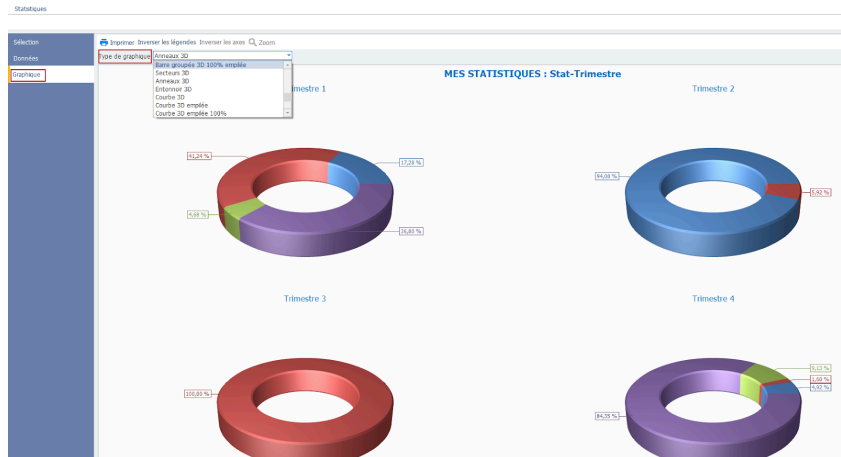 Statistiques
Sélection
Données
Graphique
Imprimer Inverser les légendes Inverser les axes Zoom
Type de graphique Anneaux 3D
Barre groupée 3D 100% empilée
Secteurs 3D
Anneaux 3D
Entonnoir 3D
Courbe 3D
Courbe 3D empilée
Courbe 3D empilée 100%
MES STATISTIQUES : Stat-Trimestre
imestre 1
Trimestre 2
41,24 %
17,28 %
4,68 %
36,80 %
94,08 %
5,92 %
Trimestre 3
Trimestre 4
100,00 %
9,13 %
1,60 %
4,92 %
84,35 %